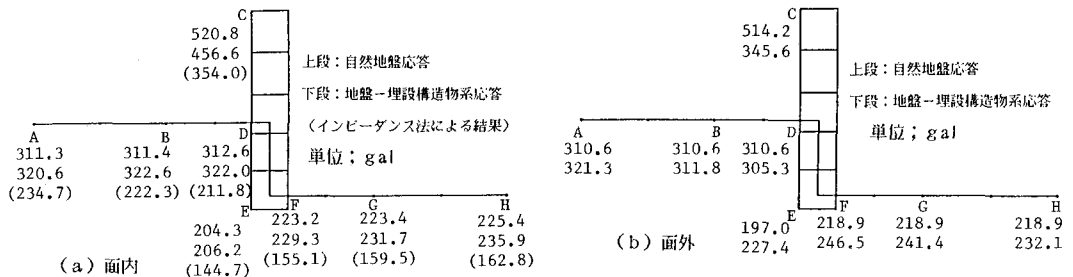 C
520.8
456.6
(354.0)
上段：自然地盤応答
下段：地盤－埋設構造物系応答
（インピーダンス法による結果）
単位；gal
A
B
D
311.3
311.4
312.6
320.6
322.6
322.0
(234.7)
(222.3)
(211.8)
E
F
G
H
223.2
223.4
225.4
204.3
229.3
231.7
235.9
206.2
(155.1)
(159.5)
(162.8)
(144.7)
(a) 面内
C
514.2
345.6
上段：自然地盤応答
下段：地盤－埋設構造物系応答
単位；gal
A
B
D
310.6
310.6
310.6
321.3
311.8
305.3
E
F
G
H
197.0
218.9
218.9
218.9
227.4
246.5
241.4
232.1
(b) 面外